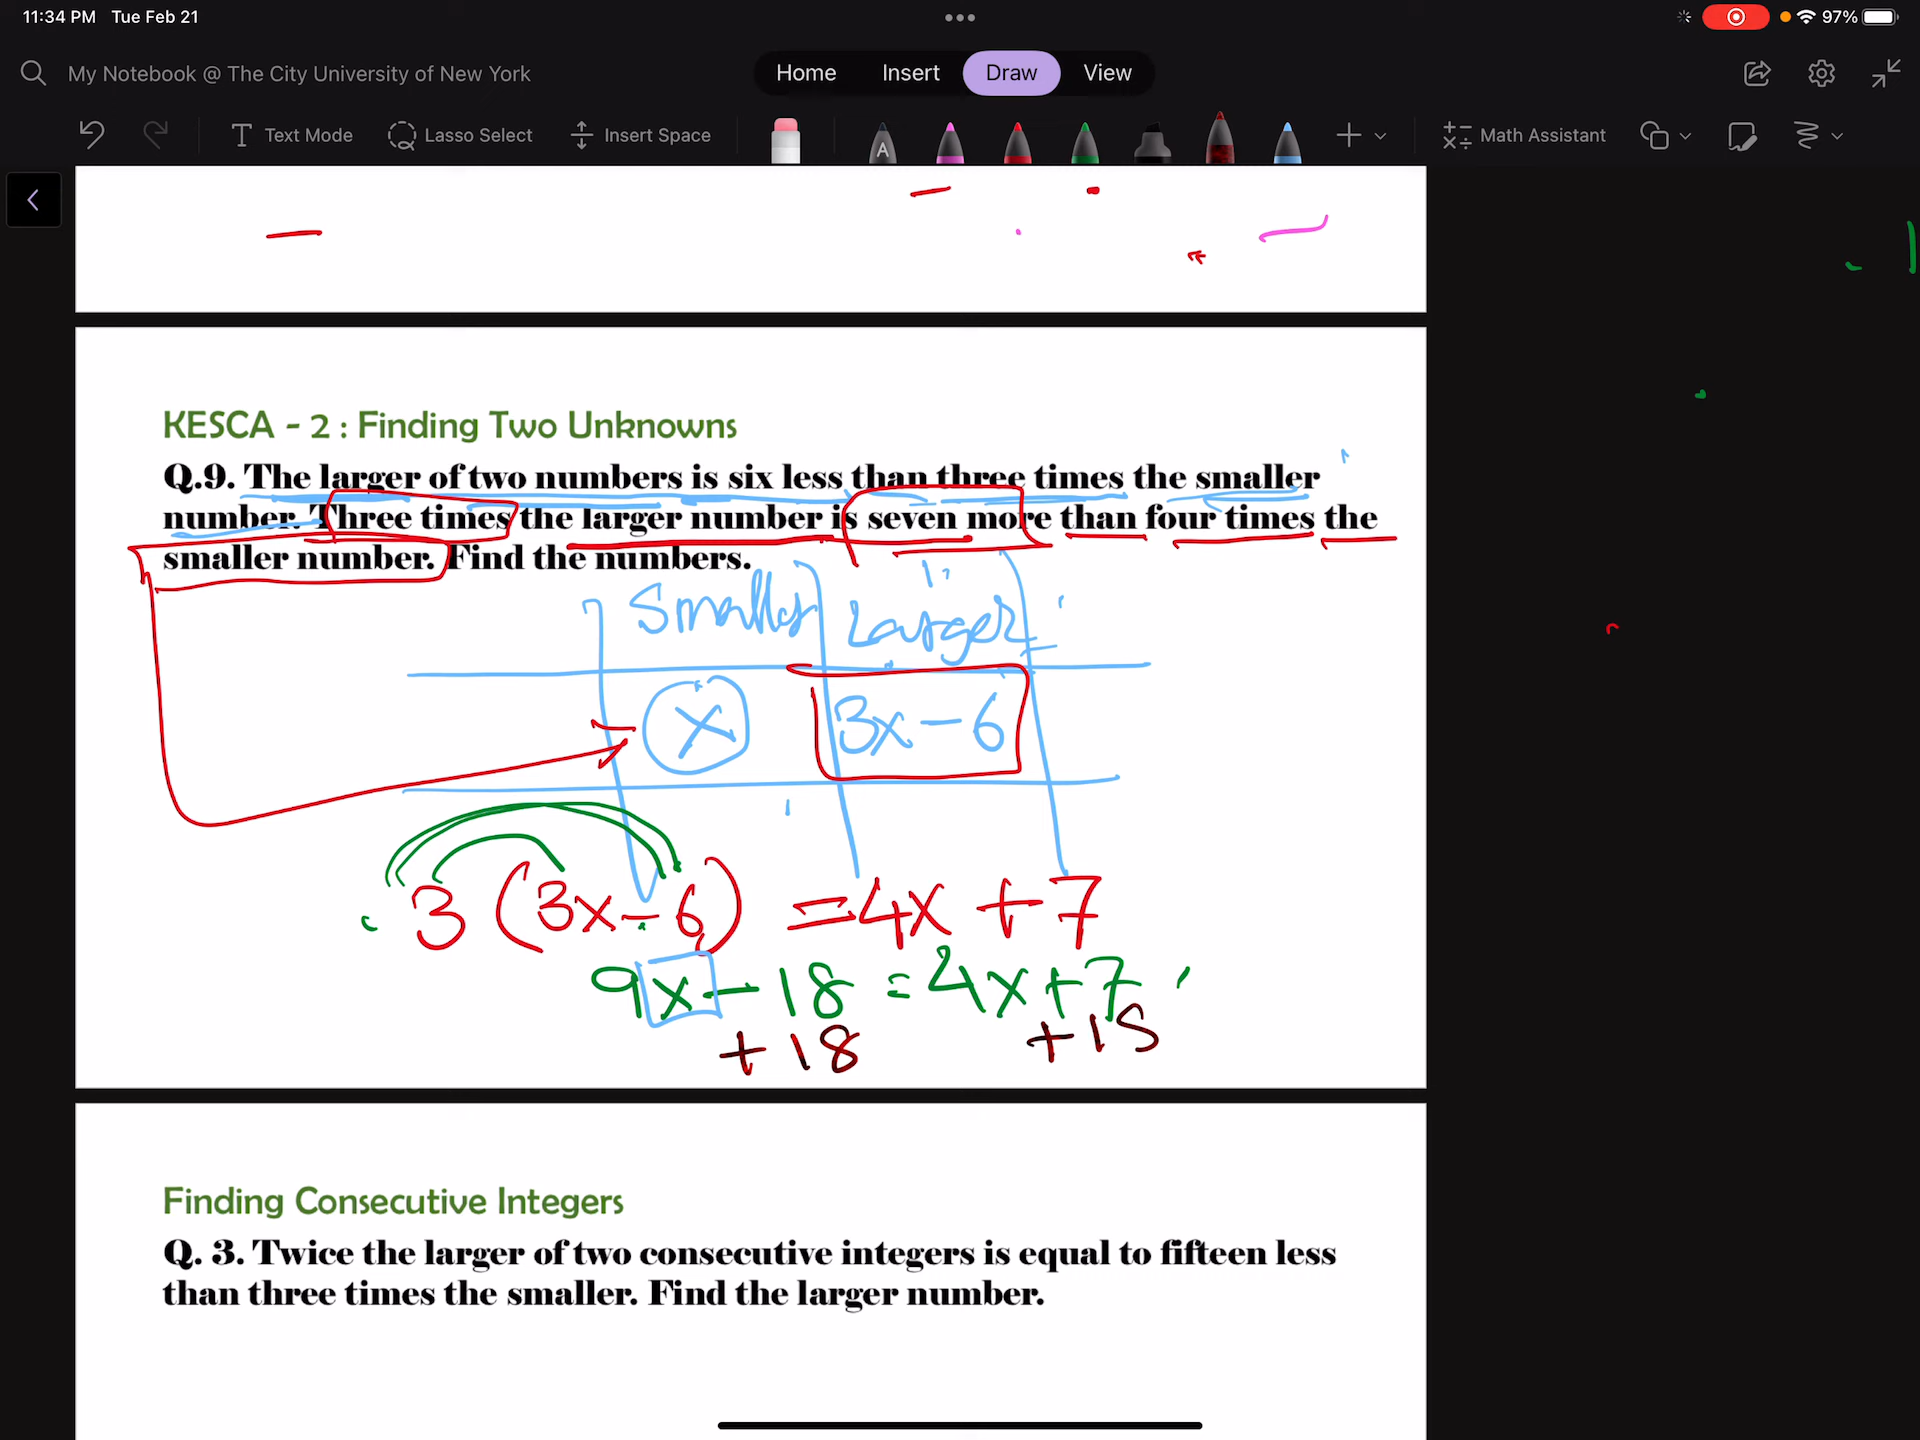 11:34 PM Tue Feb 21
97%
My Notebook @ The City University of New York
Home Insert Draw View
Text Mode Lasso Select Insert Space A Math Assistant
KESCA - 2 : Finding Two Unknowns
Q.9. The larger of two numbers is six less than three times the smaller
number. Three times the larger number is seven more than four times the
smaller number. Find the numbers.
Smaller Larger
x 3x-6
3(3x-6) =4x+7
9x-18 =4x+7
+18 +18
Finding Consecutive Integers
Q. 3. Twice the larger of two consecutive integers is equal to fifteen less
than three times the smaller. Find the larger number.